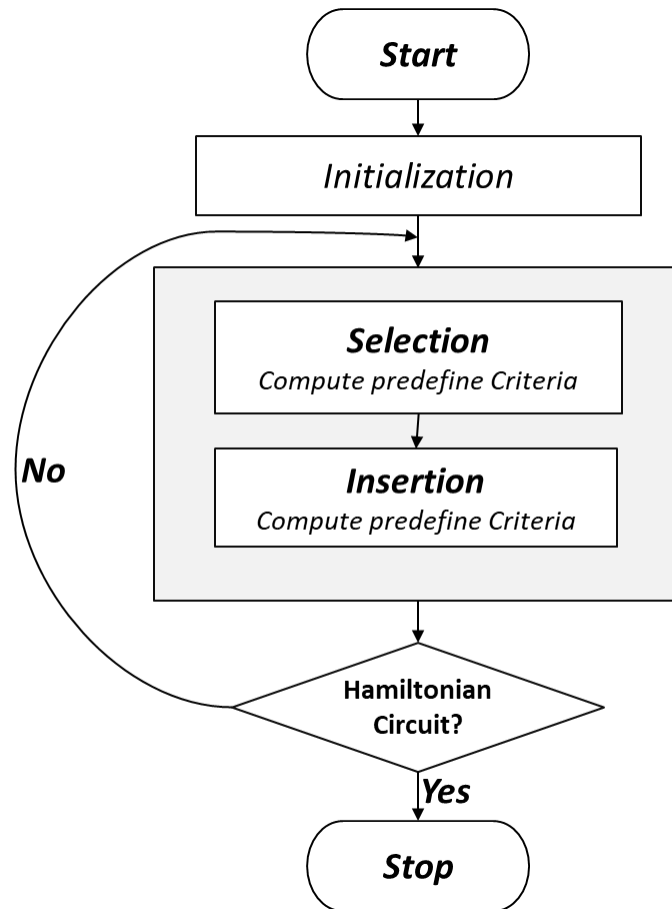 Start
Initialization
Selection
Compute predefine Criteria
Insertion
Compute predefine Criteria
No
Hamiltonian
Circuit?
Yes
Stop